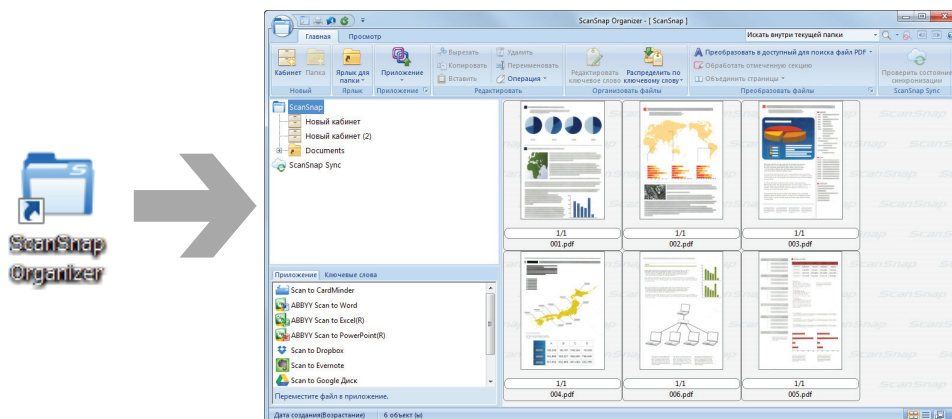 ScanSnap Organizer - [ ScanSnap ]
Главная Просмотр Искать внутри текущей папки
Вырезать Удалить Преобразовать в доступный для поиска файл PDF
Копировать Переименовать Обработать отмеченную секцию
Вставить Операция Объединить страницы
Кабинет Папка Ярлык для папки Приложение Редактировать ключевое слово Распределить по ключевому слову Проверить состояние синхронизации
Новый Ярлык Приложение Редактировать Организовать файлы Преобразовать файлы ScanSnap Sync
ScanSnap
Новый кабинет
Новый кабинет (2)
Documents
ScanSnap Sync
ScanSnap
Organizer
1/1 1/1 1/1
001.pdf 002.pdf 003.pdf
Приложение Ключевые слова
Scan to CardMinder
ABBYY Scan to Word
ABBYY Scan to Excel(R)
ABBYY Scan to PowerPoint(R)
Scan to Dropbox
Scan to Evernote
Scan to Google Диск
Переместите файл в приложение.
1/1 1/1 1/1
004.pdf 006.pdf 005.pdf
Дата создания(Возрастание) 6 объект (ы)